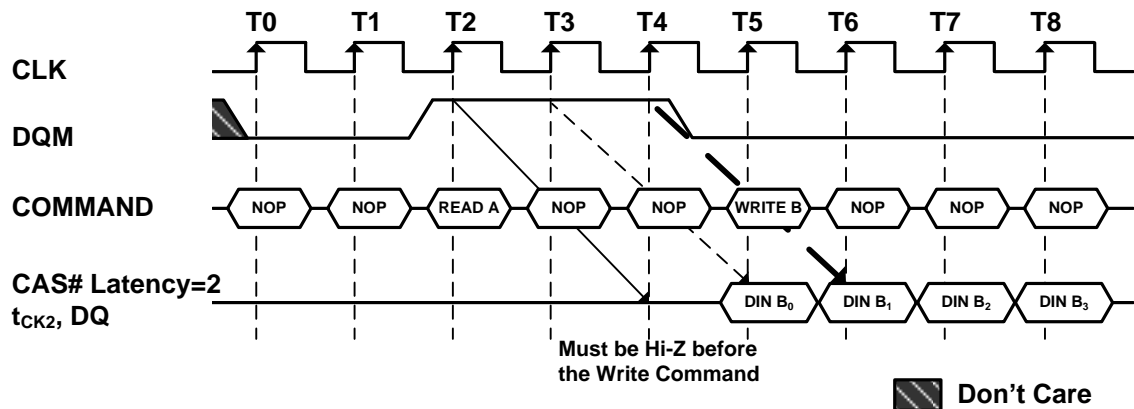 T0 T1 T2 T3 T4 T5 T6 T7 T8
CLK
DQM
COMMAND NOP NOP READ A NOP NOP WRITE B NOP NOP NOP
CAS# Latency=2
tCK2, DQ DIN B0 DIN B1 DIN B2 DIN B3
Must be Hi-Z before
the Write Command
Don't Care